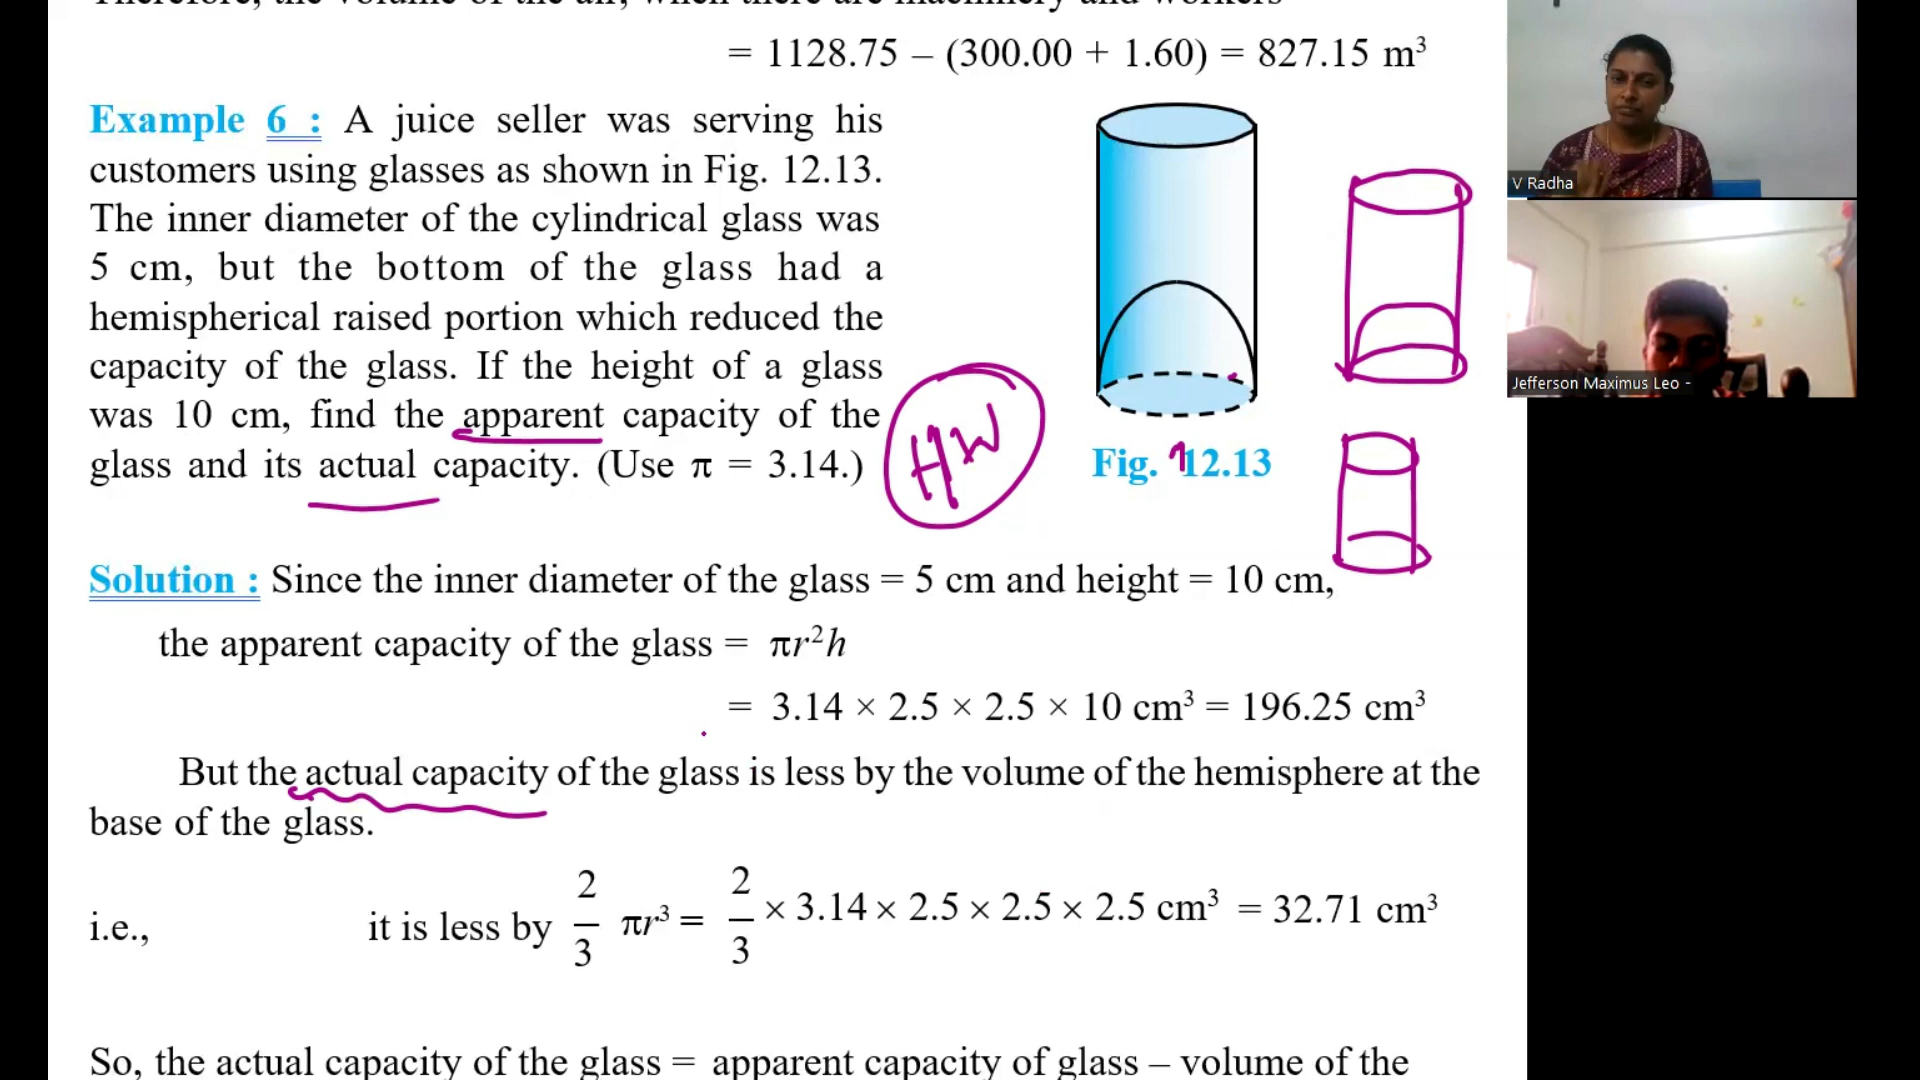 = 1128.75 – (300.00 + 1.60) = 827.15 m³
Example 6 : A juice seller was serving his
customers using glasses as shown in Fig. 12.13.
The inner diameter of the cylindrical glass was
5 cm, but the bottom of the glass had a
hemispherical raised portion which reduced the
capacity of the glass. If the height of a glass
was 10 cm, find the apparent capacity of the
glass and its actual capacity. (Use π = 3.14.)
HW
Fig. 12.13
V Radha
Jefferson Maximus Leo -
Solution : Since the inner diameter of the glass = 5 cm and height = 10 cm,
the apparent capacity of the glass = πr²h
= 3.14 × 2.5 × 2.5 × 10 cm³ = 196.25 cm³
But the actual capacity of the glass is less by the volume of the hemisphere at the
base of the glass.
i.e., it is less by 2/3 πr³ = 2/3 × 3.14 × 2.5 × 2.5 × 2.5 cm³ = 32.71 cm³
So, the actual capacity of the glass = apparent capacity of glass – volume of the